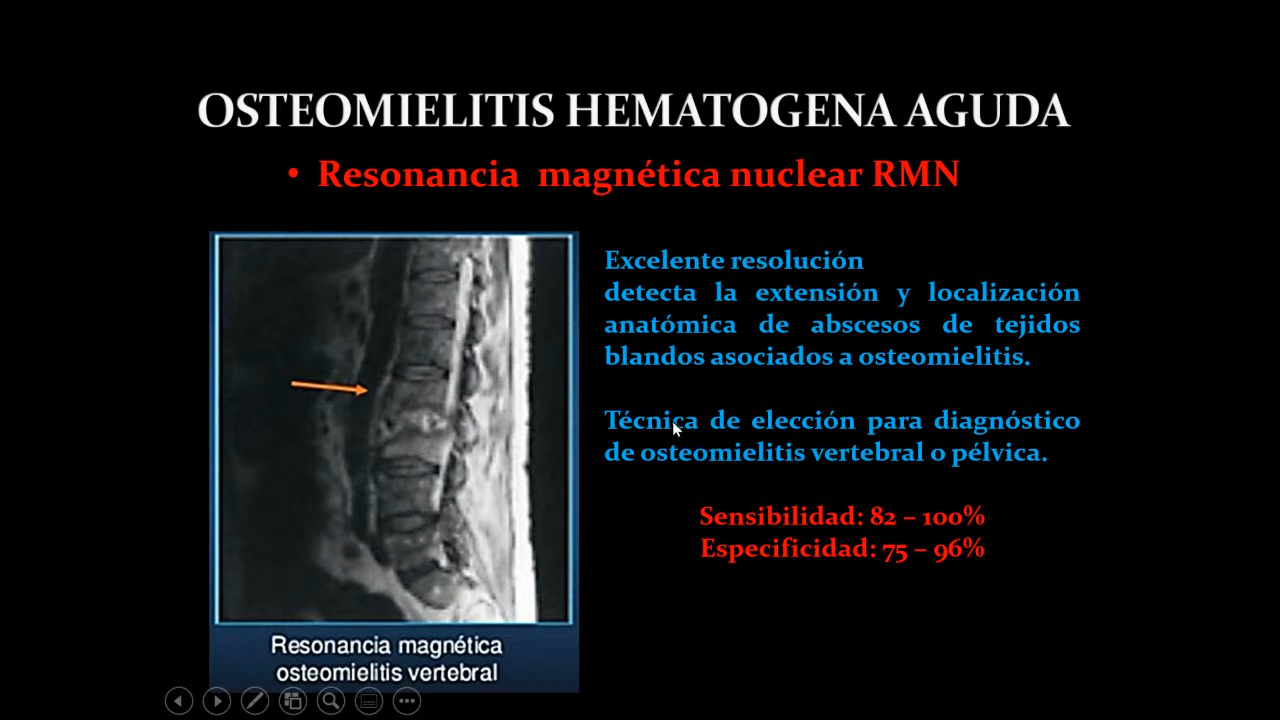 OSTEOMIELITIS HEMATOGENA AGUDA
• Resonancia magnética nuclear RMN
Excelente resolución
detecta la extensión y localización
anatómica de abscesos de tejidos
blandos asociados a osteomielitis.
Técnica de elección para diagnóstico
de osteomielitis vertebral o pélvica.
Sensibilidad: 82 – 100%
Especificidad: 75 – 96%
Resonancia magnética
osteomielitis vertebral